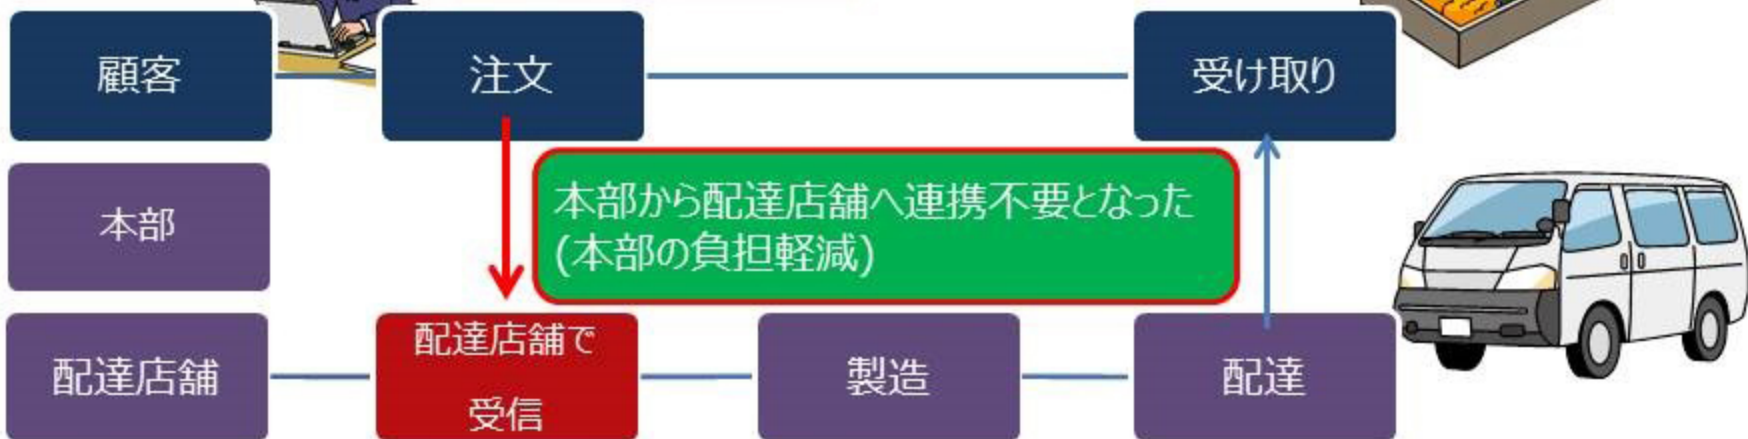 顧客
注文
受け取り
本部
本部から配達店舗へ連携不要となった
(本部の負担軽減)
配達店舗
配達店舗で
受信
製造
配達